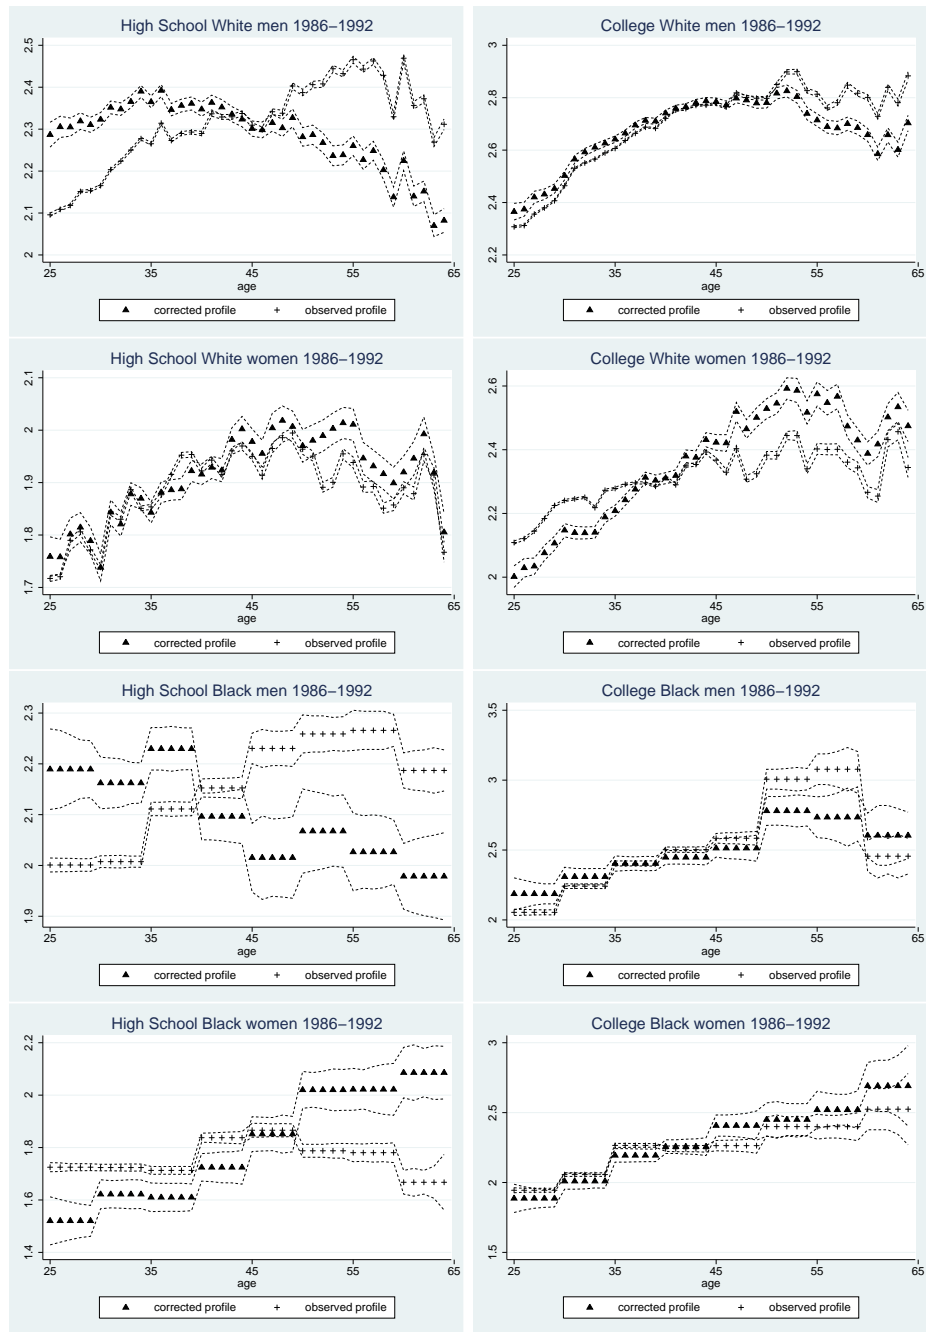 High School White men 1986−1992
2.5
2.4
2.3
2.2
2.1
2
25 35 45 55 65
age
corrected profile observed profile
College White men 1986−1992
3
2.8
2.6
2.4
2.2
25 35 45 55 65
age
corrected profile observed profile
High School White women 1986−1992
2.1
2
1.9
1.8
1.7
25 35 45 55 65
age
corrected profile observed profile
College White women 1986−1992
2.6
2.4
2.2
2
25 35 45 55 65
age
corrected profile observed profile
High School Black men 1986−1992
2.3
2.2
2.1
2
1.9
25 35 45 55 65
age
corrected profile observed profile
College Black men 1986−1992
3.5
3
2.5
2
25 35 45 55 65
age
corrected profile observed profile
High School Black women 1986−1992
2.2
2
1.8
1.6
1.4
25 35 45 55 65
age
corrected profile observed profile
College Black women 1986−1992
3
2.5
2
1.5
25 35 45 55 65
age
corrected profile observed profile